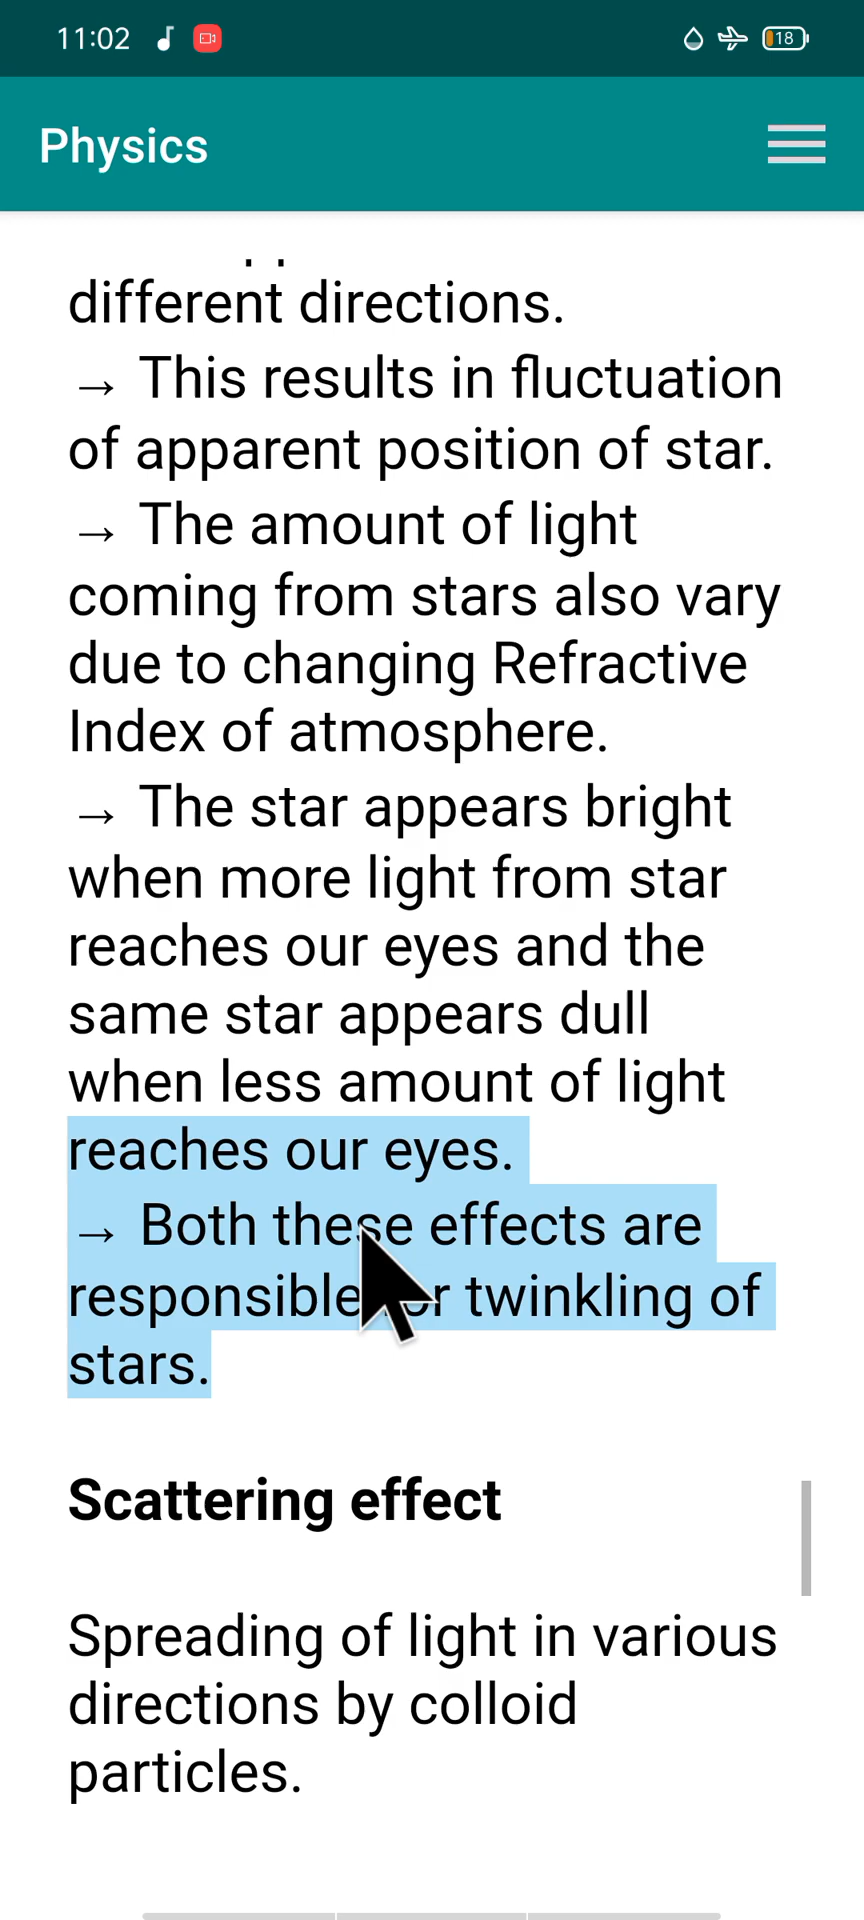 11:02
18
Physics
different directions.
→ This results in fluctuation
of apparent position of star.
→ The amount of light
coming from stars also vary
due to changing Refractive
Index of atmosphere.
→ The star appears bright
when more light from star
reaches our eyes and the
same star appears dull
when less amount of light
reaches our eyes.
→ Both these effects are
responsible for twinkling of
stars.
Scattering effect
Spreading of light in various
directions by colloid
particles.